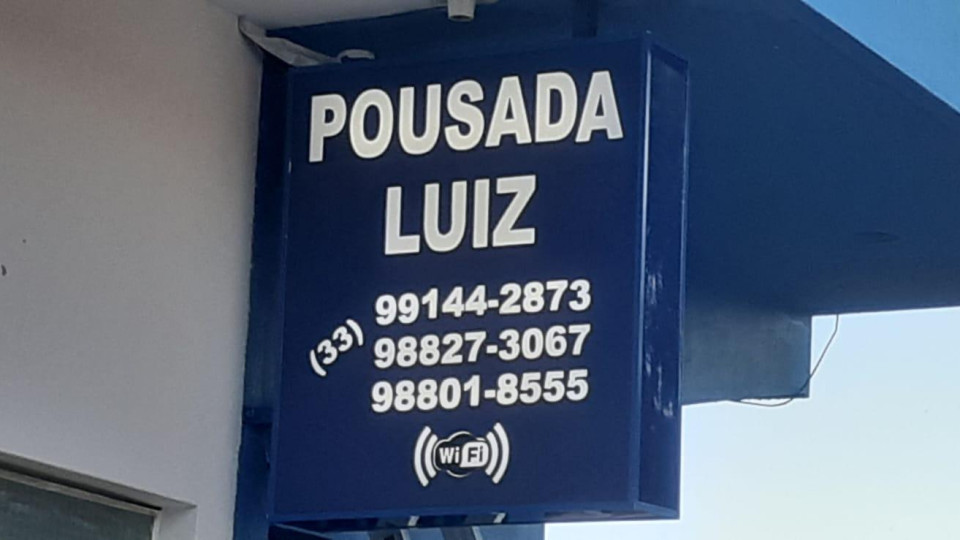 POUSADA
LUIZ
99144-2873
(33) 98827-3067
98801-8555
WiFi